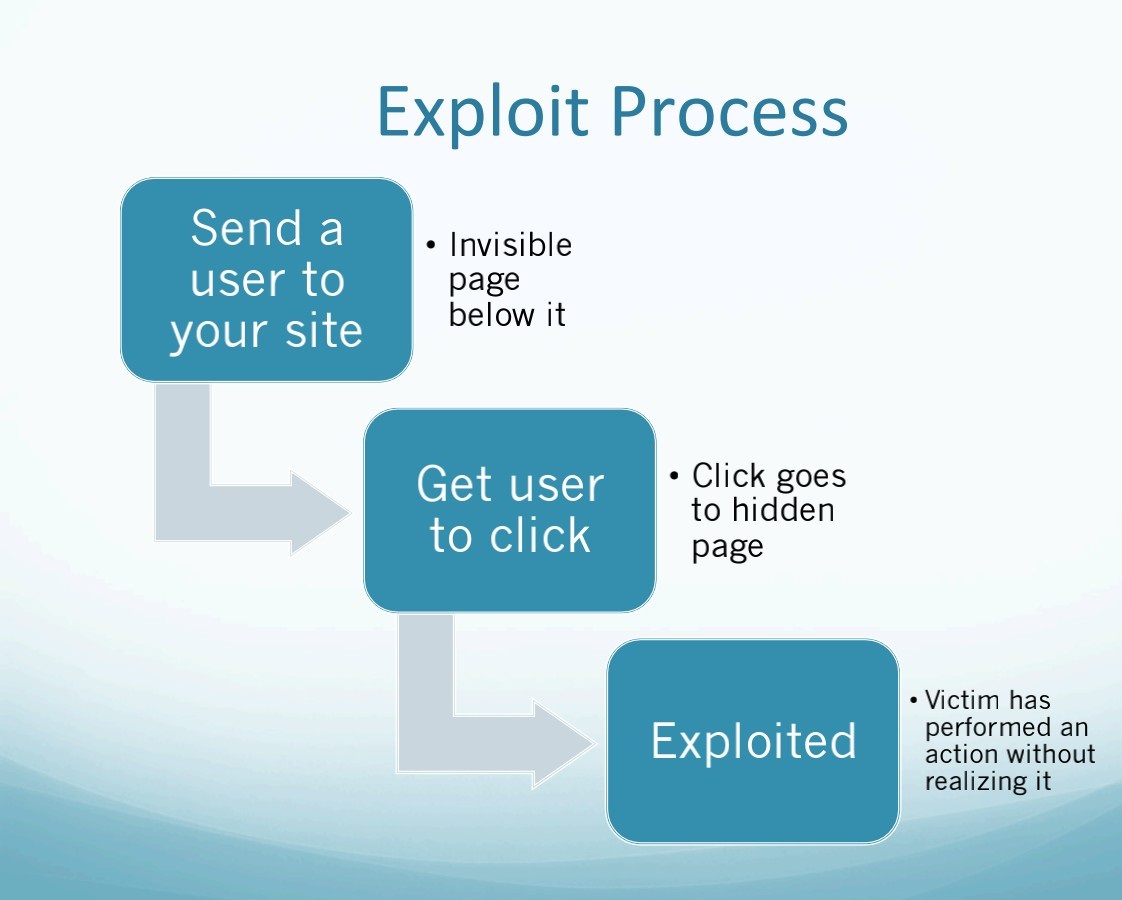 Exploit Process
Send a
user to
your site
• Invisible
page
below it
Get user
to click
• Click goes
to hidden
page
Exploited
• Victim has
performed an
action without
realizing it